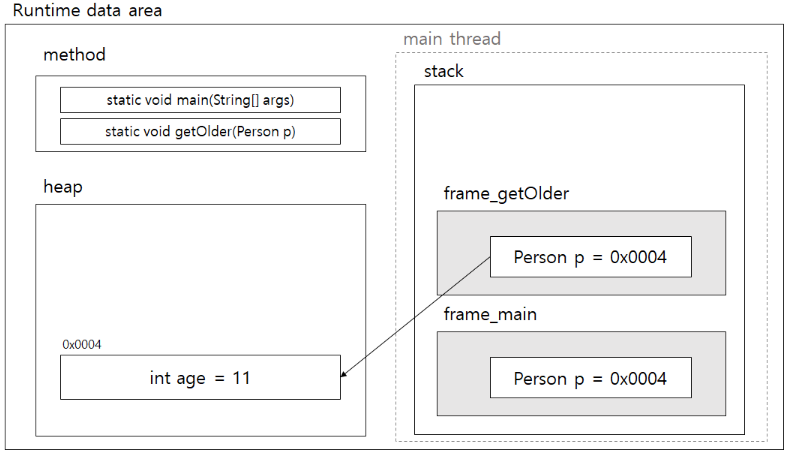 Runtime data area
method
static void main(String[] args)
static void getOlder(Person p)
heap
0x0004
int age = 11
main thread
stack
frame_getOlder
Person p = 0x0004
frame_main
Person p = 0x0004